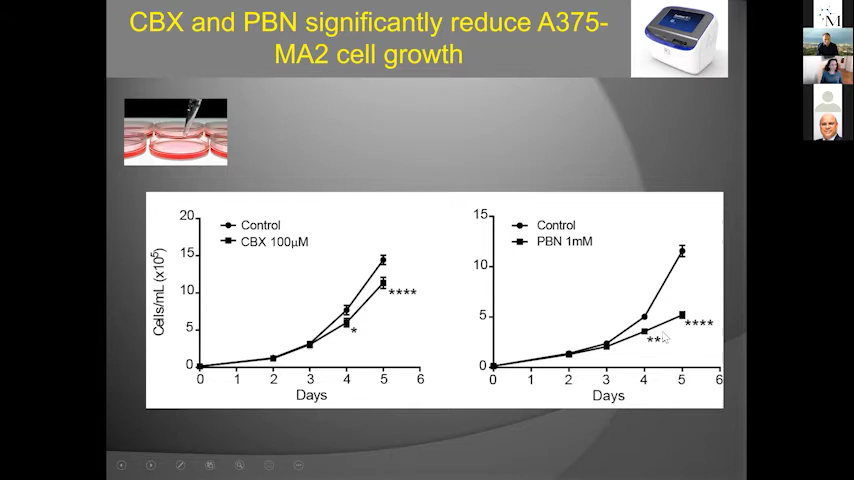 CBX and PBN significantly reduce A375-
MA2 cell growth
M
Cells/mL (x10⁵)
20
15
10
5
0
Control
CBX 100µM
*
****
0 1 2 3 4 5 6
Days
15
10
5
0
Control
PBN 1mM
**
****
0 1 2 3 4 5 6
Days